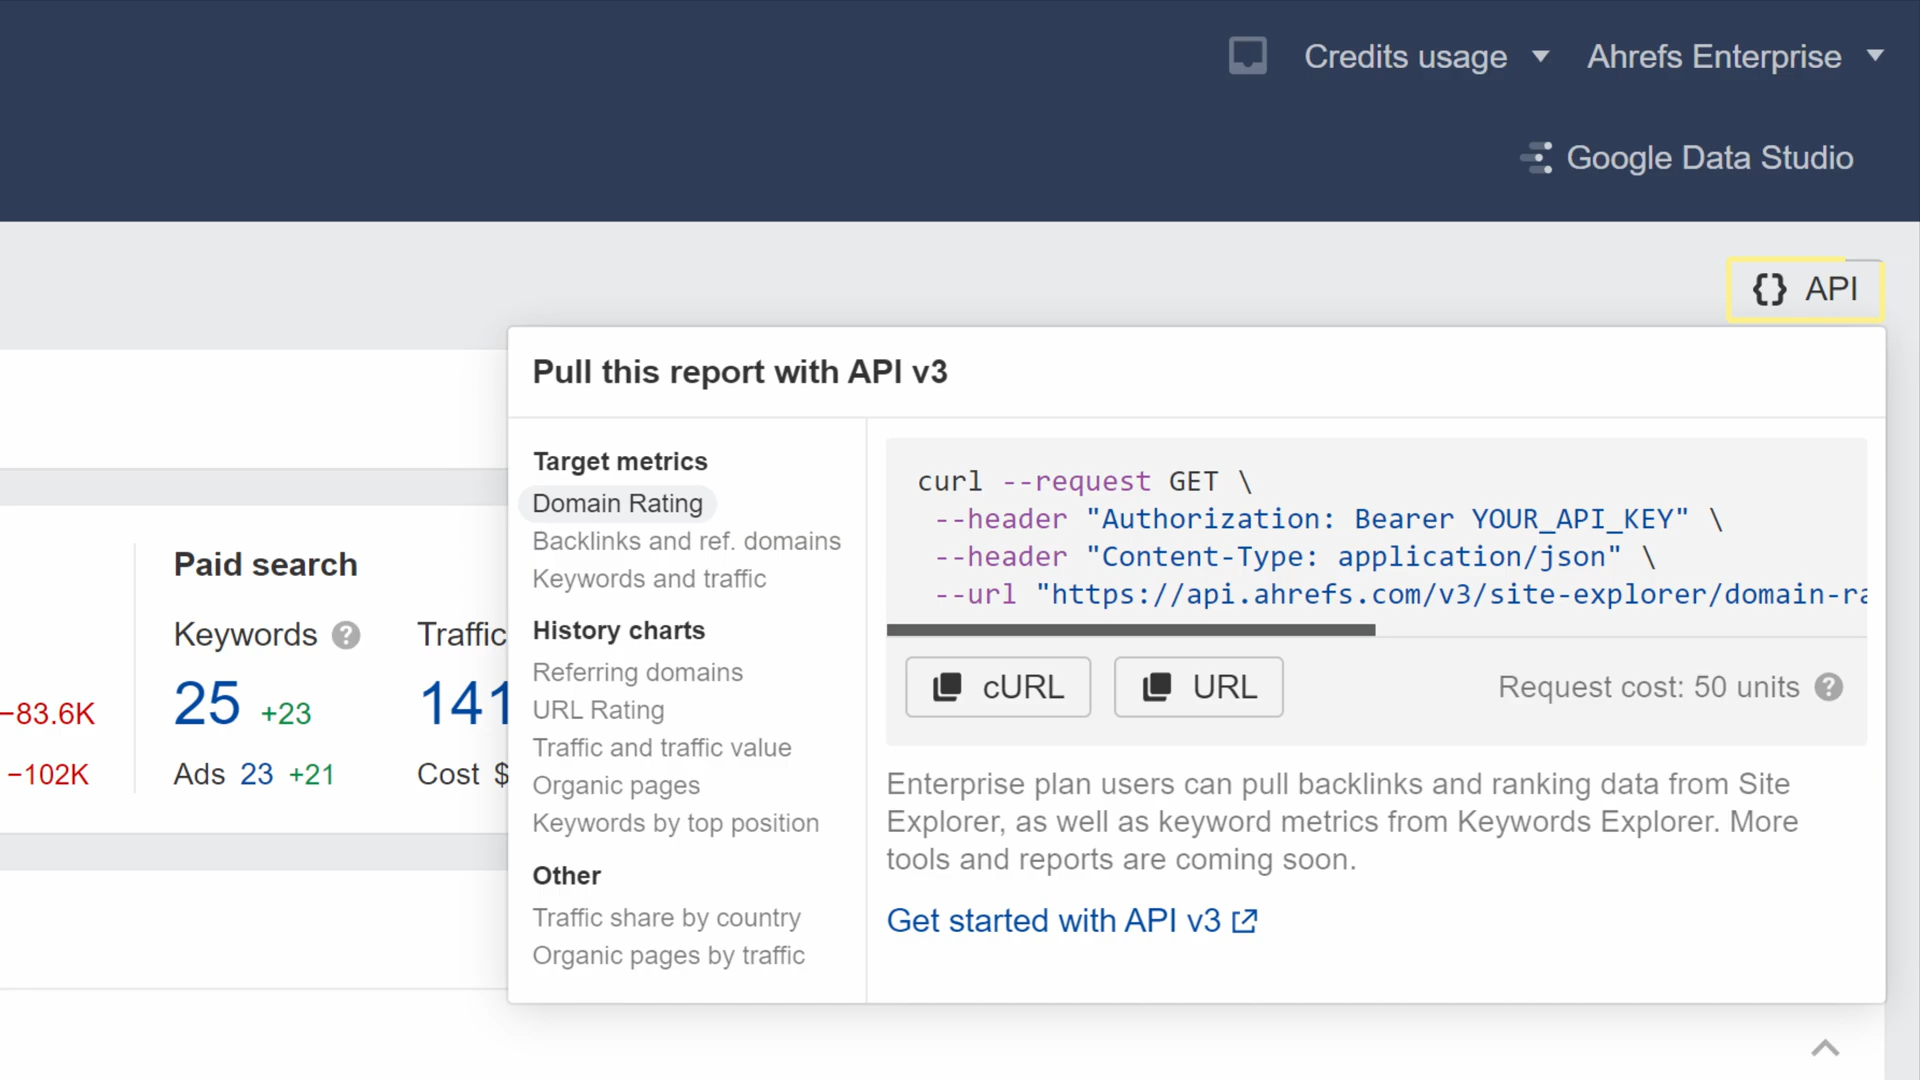 Credits usage
Ahrefs Enterprise
Google Data Studio
{} API
Pull this report with API v3
Target metrics
Domain Rating
Backlinks and ref. domains
Keywords and traffic
History charts
Referring domains
URL Rating
Traffic and traffic value
Organic pages
Keywords by top position
Other
Traffic share by country
Organic pages by traffic
curl --request GET \
--header "Authorization: Bearer YOUR_API_KEY" \
--header "Content-Type: application/json" \
--url "https://api.ahrefs.com/v3/site-explorer/domain-ra
cURL
URL
Request cost: 50 units ?
Enterprise plan users can pull backlinks and ranking data from Site
Explorer, as well as keyword metrics from Keywords Explorer. More
tools and reports are coming soon.
Get started with API v3
−83.6K
−102K
Paid search
Keywords ?
25 +23
Ads 23 +21
Traffic
141
Cost $